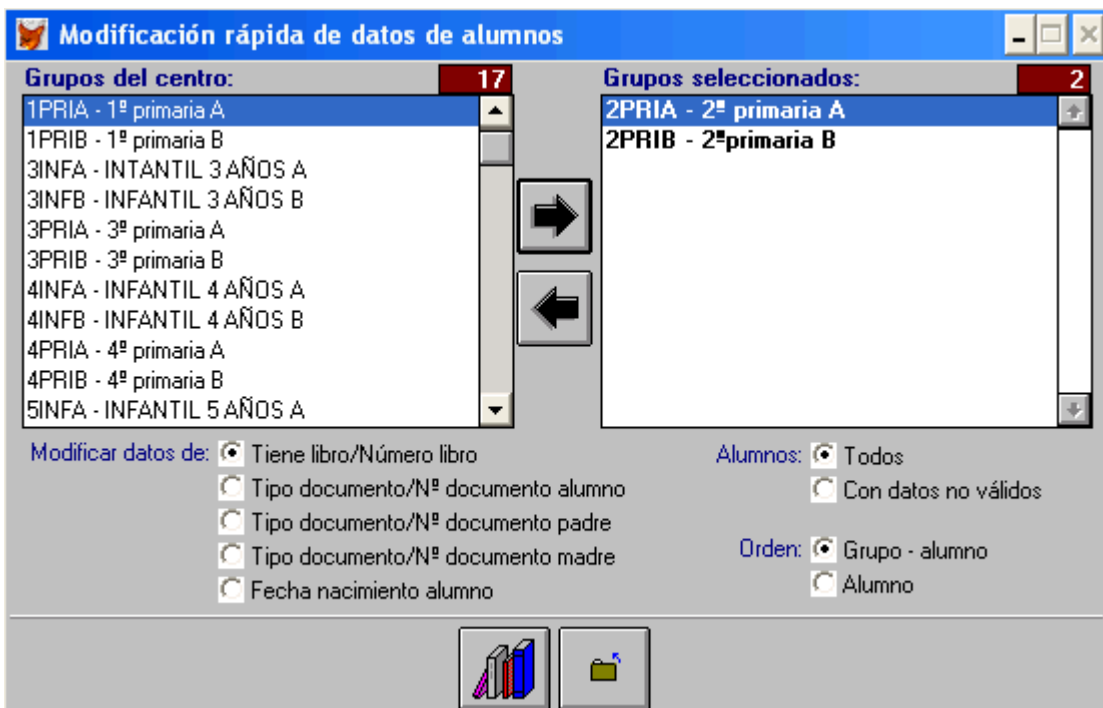 Modificación rápida de datos de alumnos
Grupos del centro: 17
1PRIA - 1º primaria A
1PRIB - 1º primaria B
3INFA - INTANTIL 3 AÑOS A
3INFB - INFANTIL 3 AÑOS B
3PRIA - 3º primaria A
3PRIB - 3º primaria B
4INFA - INFANTIL 4 AÑOS A
4INFB - INFANTIL 4 AÑOS B
4PRIA - 4º primaria A
4PRIB - 4º primaria B
5INFA - INFANTIL 5 AÑOS A
Grupos seleccionados: 2
2PRIA - 2º primaria A
2PRIB - 2ºprimaria B
Modificar datos de: Tiene libro/Número libro
Tipo documento/Nº documento alumno
Tipo documento/Nº documento padre
Tipo documento/Nº documento madre
Fecha nacimiento alumno
Alumnos: Todos
Con datos no válidos
Orden: Grupo - alumno
Alumno